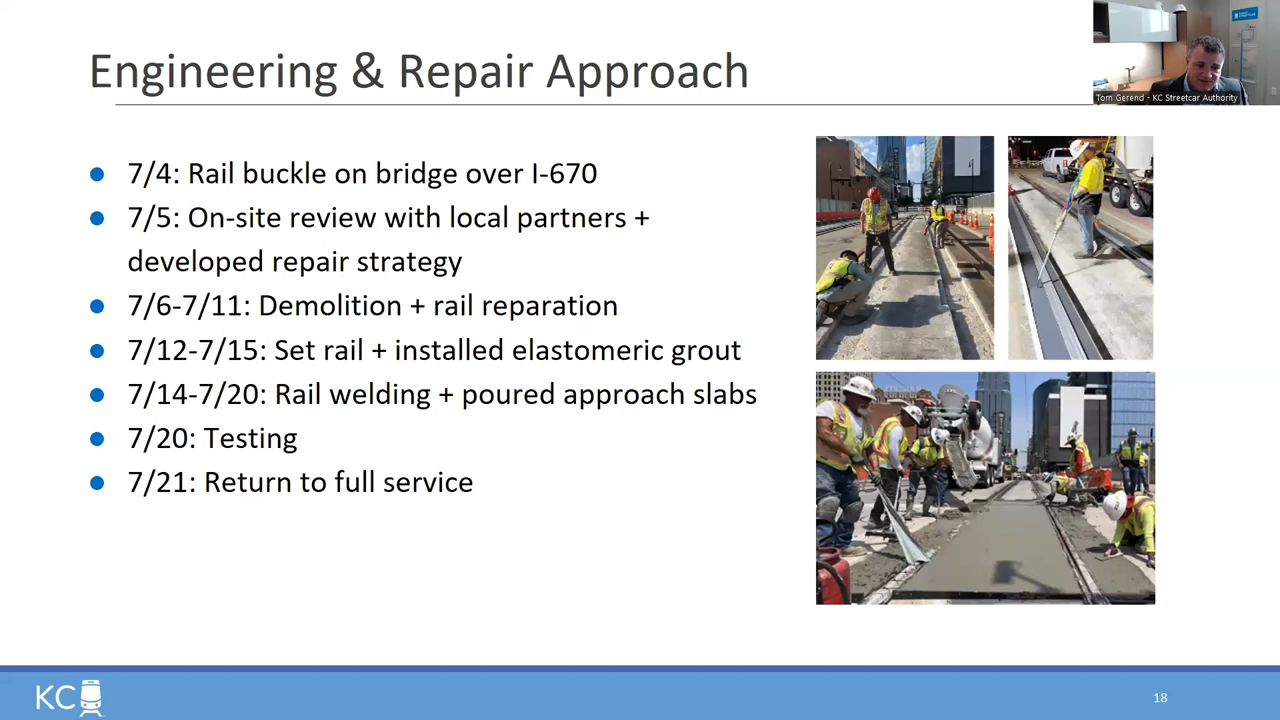 Engineering & Repair Approach
Tom Gerend - KC Streetcar Authority
● 7/4: Rail buckle on bridge over I-670
● 7/5: On-site review with local partners +
developed repair strategy
● 7/6-7/11: Demolition + rail reparation
● 7/12-7/15: Set rail + installed elastomeric grout
● 7/14-7/20: Rail welding + poured approach slabs
● 7/20: Testing
● 7/21: Return to full service
KC
18